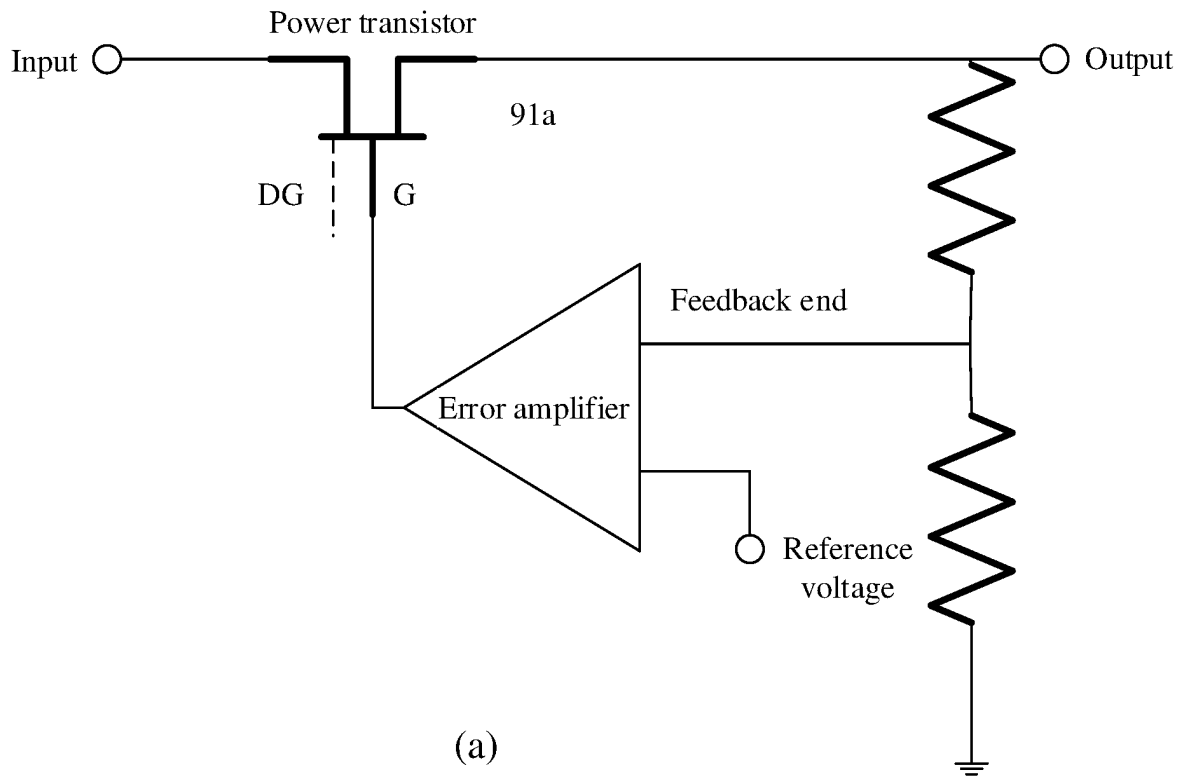 Power transistor
Input
Output
91a
DG
G
Feedback end
Error amplifier
Reference
voltage
(a)